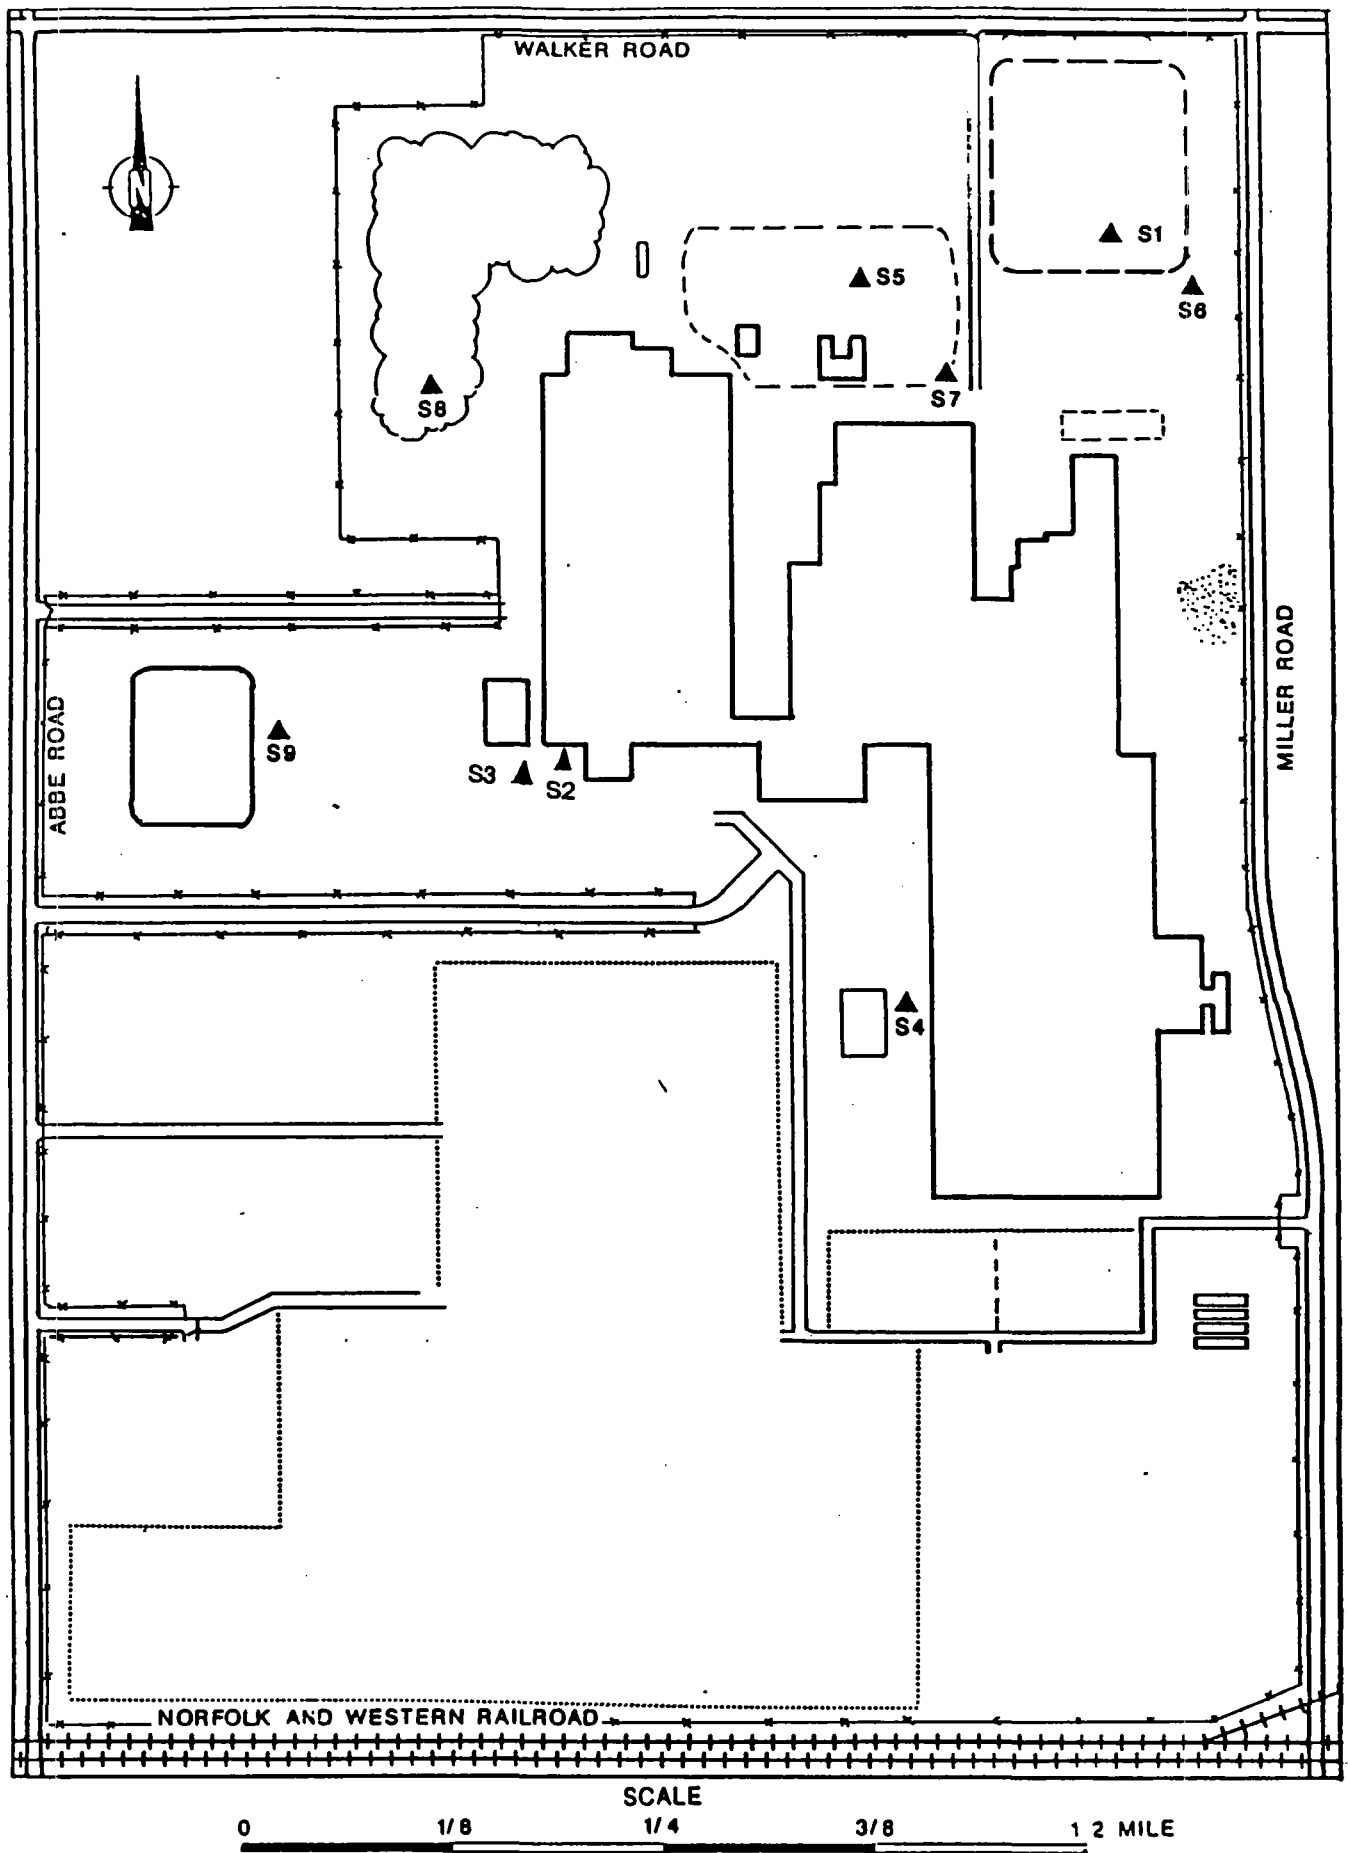 WALKER ROAD
N
S1
S5
S6
S7
S8
MILLER ROAD
ABBE ROAD
S9
S3
S2
S4
NORFOLK AND WESTERN RAILROAD
SCALE
0 1/8 1/4 3/8 1 2 MILE